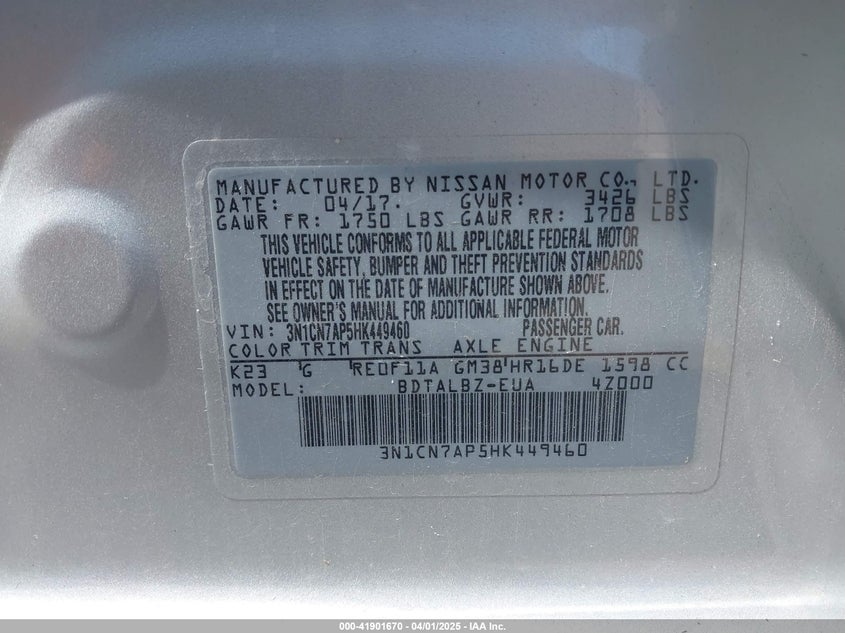 MANUFACTURED BY NISSAN MOTOR CO., LTD.
DATE: 04/17. GVWR: 3426 LBS
GAWR FR: 1750 LBS GAWR RR: 1708 LBS
THIS VEHICLE CONFORMS TO ALL APPLICABLE FEDERAL MOTOR
VEHICLE SAFETY, BUMPER AND THEFT PREVENTION STANDARDS
IN EFFECT ON THE DATE OF MANUFACTURE SHOWN ABOVE.
SEE OWNER'S MANUAL FOR ADDITIONAL INFORMATION.
VIN: 3N1CN7AP5HK449460 PASSENGER CAR.
COLOR TRIM TRANS AXLE ENGINE
K23 G RE0F11A GM38 HR16DE 1598 CC
MODEL: BDTALBZ-EUA 4Z000
3N1CN7AP5HK449460
000-41901670 - 04/01/2025 - IAA Inc.